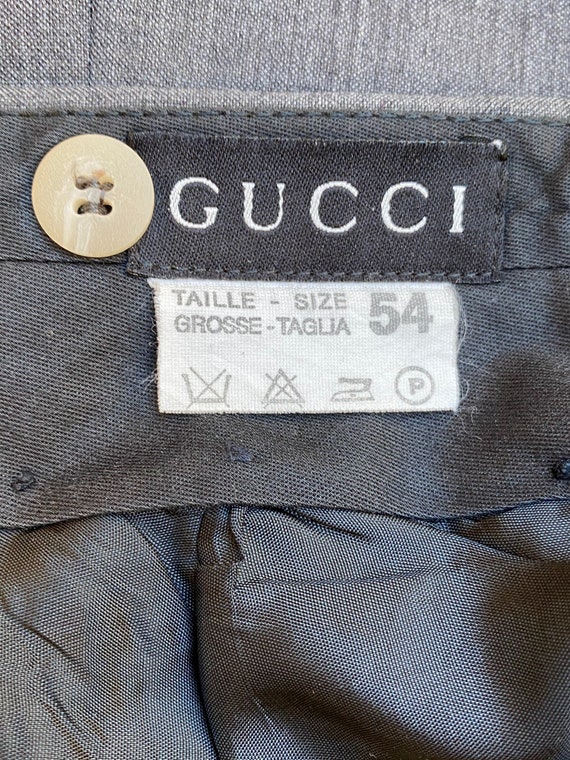 GUCCI
TAILLE - SIZE
GROSSE-TAGLIA 54
P